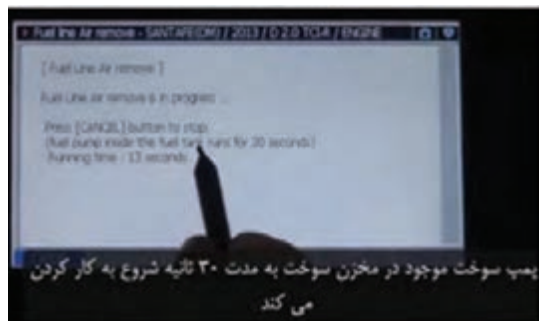 Fuel line Air remove - SANTAFE(DM) / 2013 / D 2.0 TCI-R / ENGINE
[ Fuel Line Air remove ]
Fuel Line Air remove is in progress ...
Press [CANCEL] button to stop
(fuel pump inside the fuel tank runs for 30 seconds)
Running time : 13 seconds
پمپ سوخت موجود در مخزن سوخت به مدت ۳۰ ثانیه شروع به کار کردن
می کند